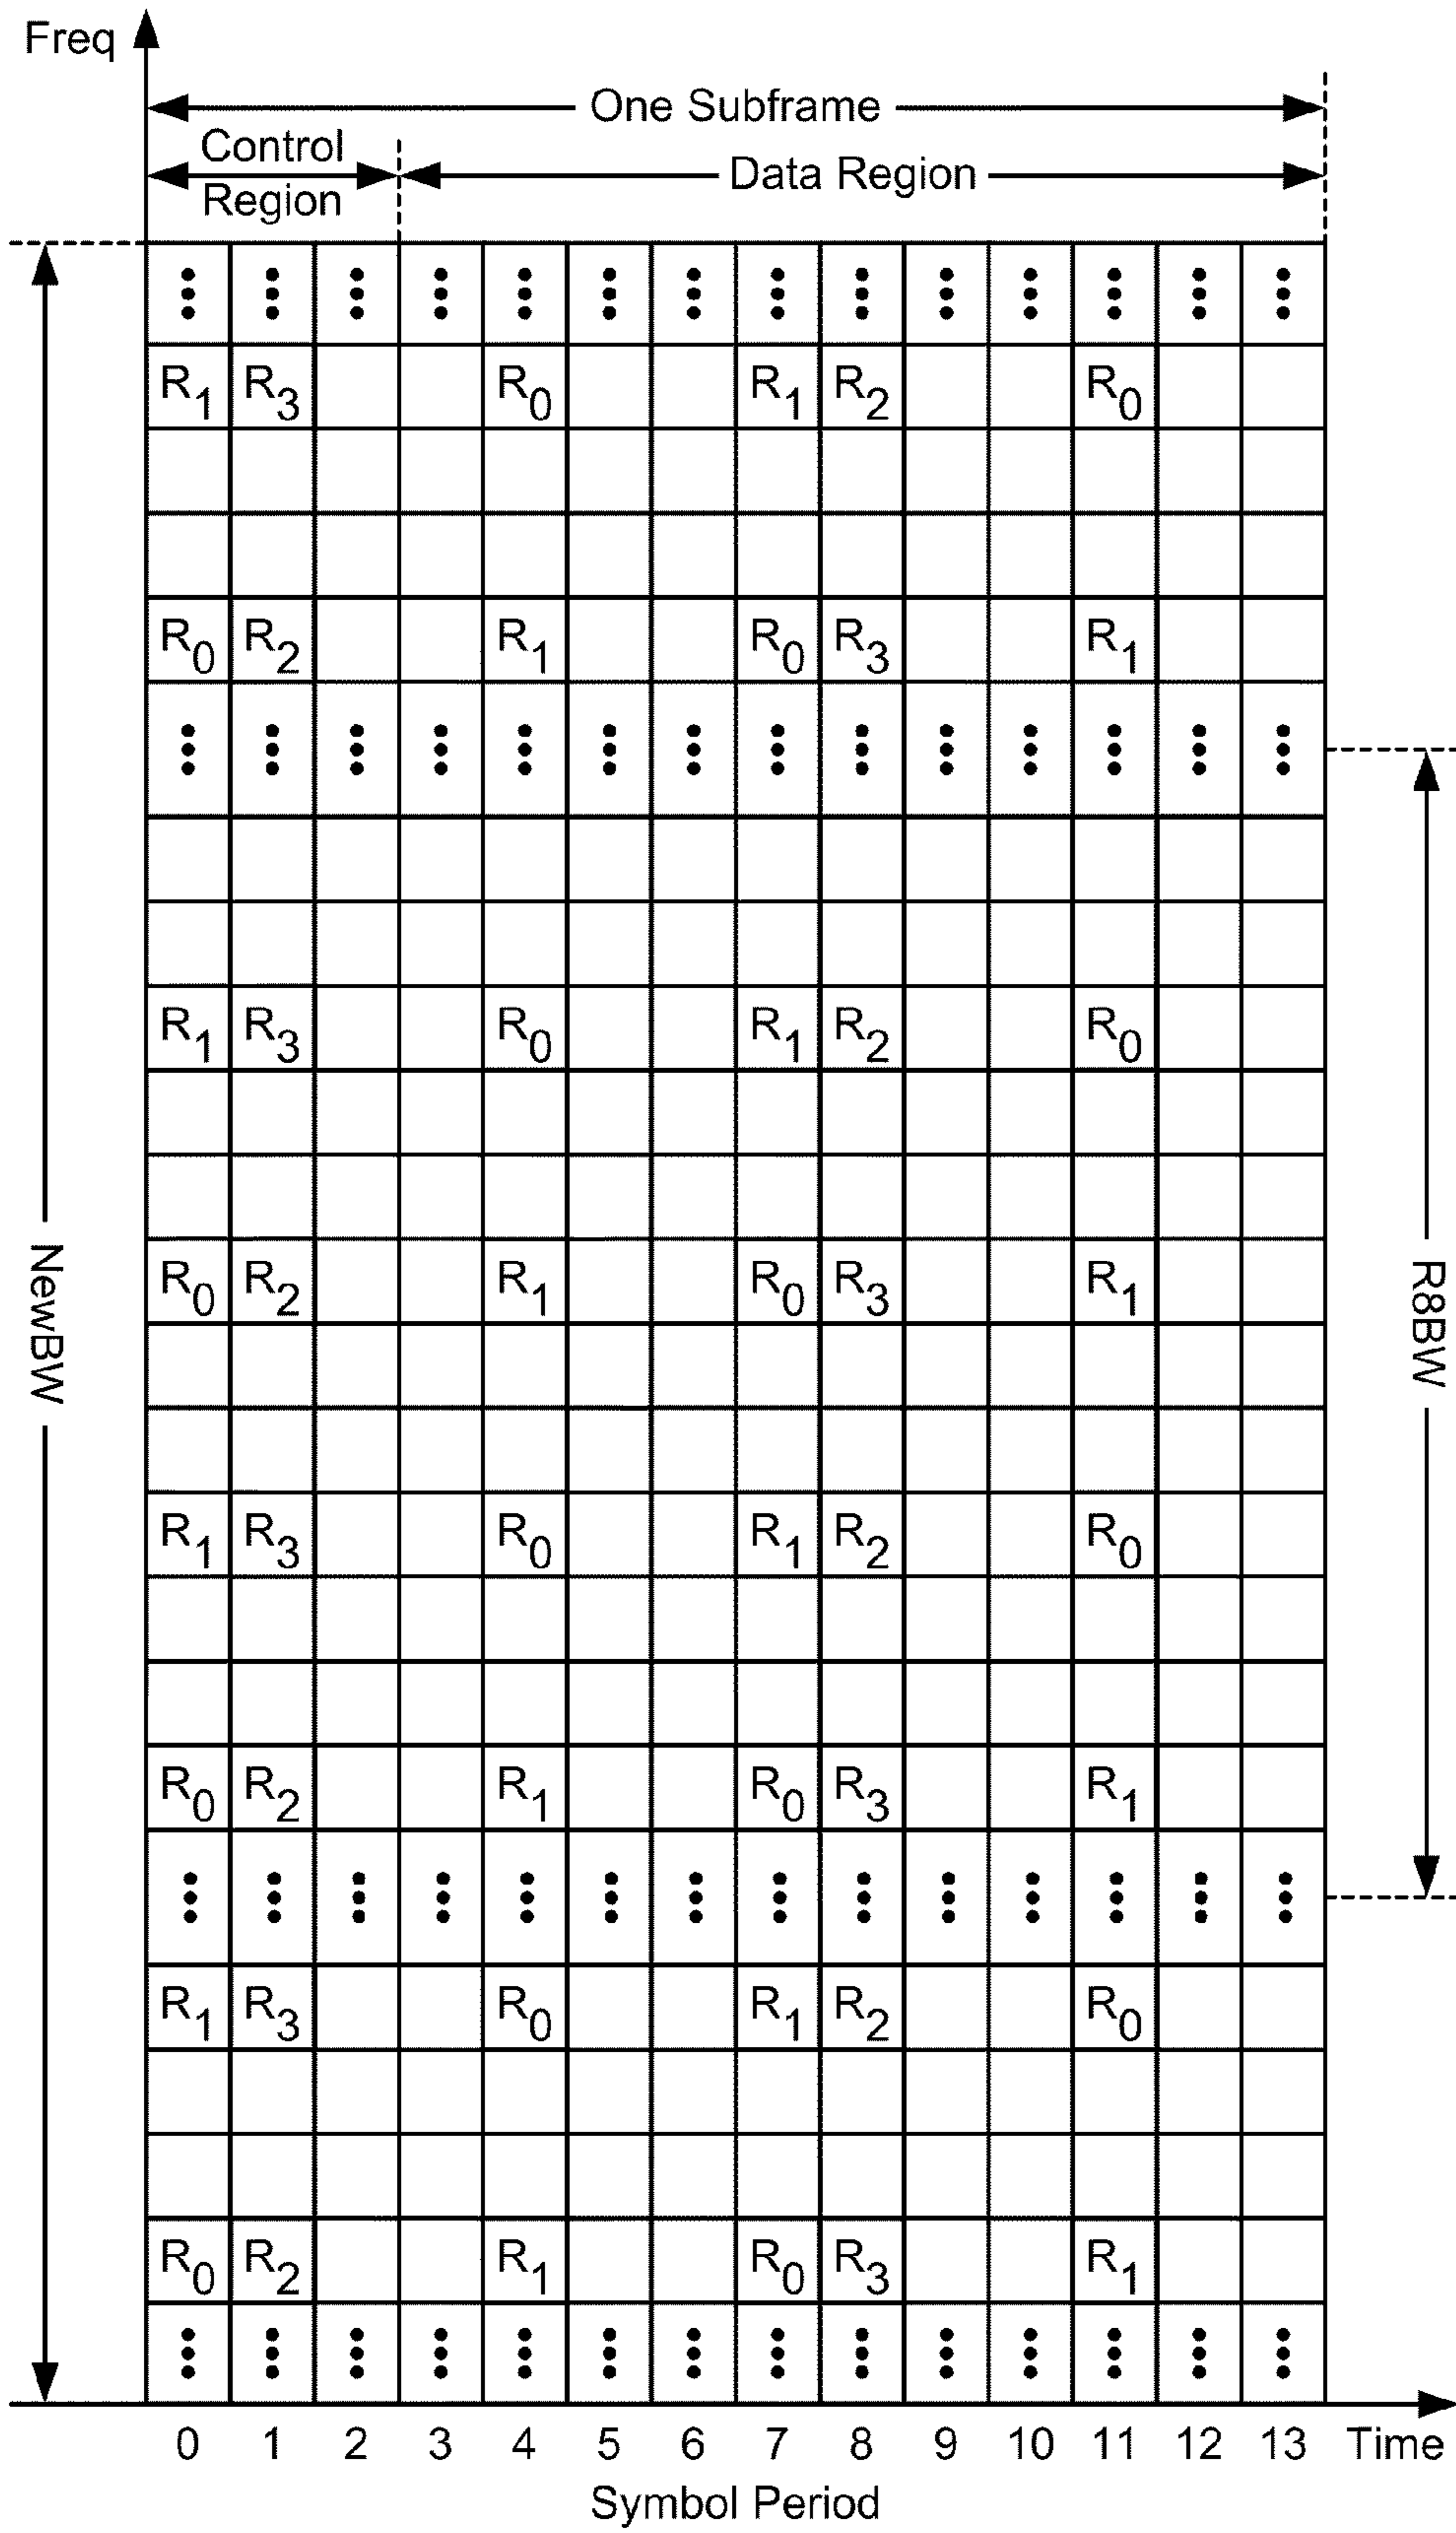 Freq
One Subframe
Control
Region
Data Region
R1 R3 R0 R1 R2 R0
R0 R2 R1 R0 R3 R1
R1 R3 R0 R1 R2 R0
R0 R2 R1 R0 R3 R1
NewBW
R8BW
R1 R3 R0 R1 R2 R0
R0 R2 R1 R0 R3 R1
R1 R3 R0 R1 R2 R0
R0 R2 R1 R0 R3 R1
0 1 2 3 4 5 6 7 8 9 10 11 12 13 Time
Symbol Period